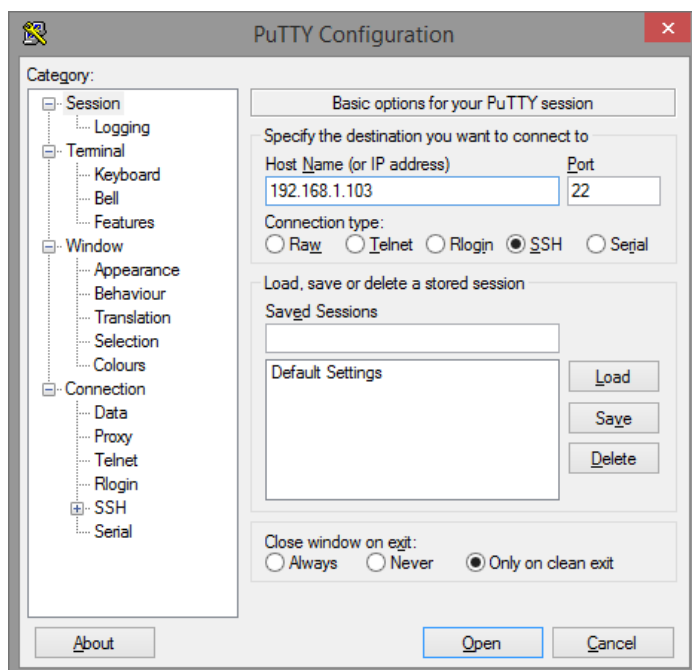 PuTTY Configuration
Category:
Session
Logging
Terminal
Keyboard
Bell
Features
Window
Appearance
Behaviour
Translation
Selection
Colours
Connection
Data
Proxy
Telnet
Rlogin
SSH
Serial
Basic options for your PuTTY session
Specify the destination you want to connect to
Host Name (or IP address) Port
192.168.1.103 22
Connection type:
Raw Telnet Rlogin SSH Serial
Load, save or delete a stored session
Saved Sessions
Default Settings
Load
Save
Delete
Close window on exit:
Always Never Only on clean exit
About Open Cancel